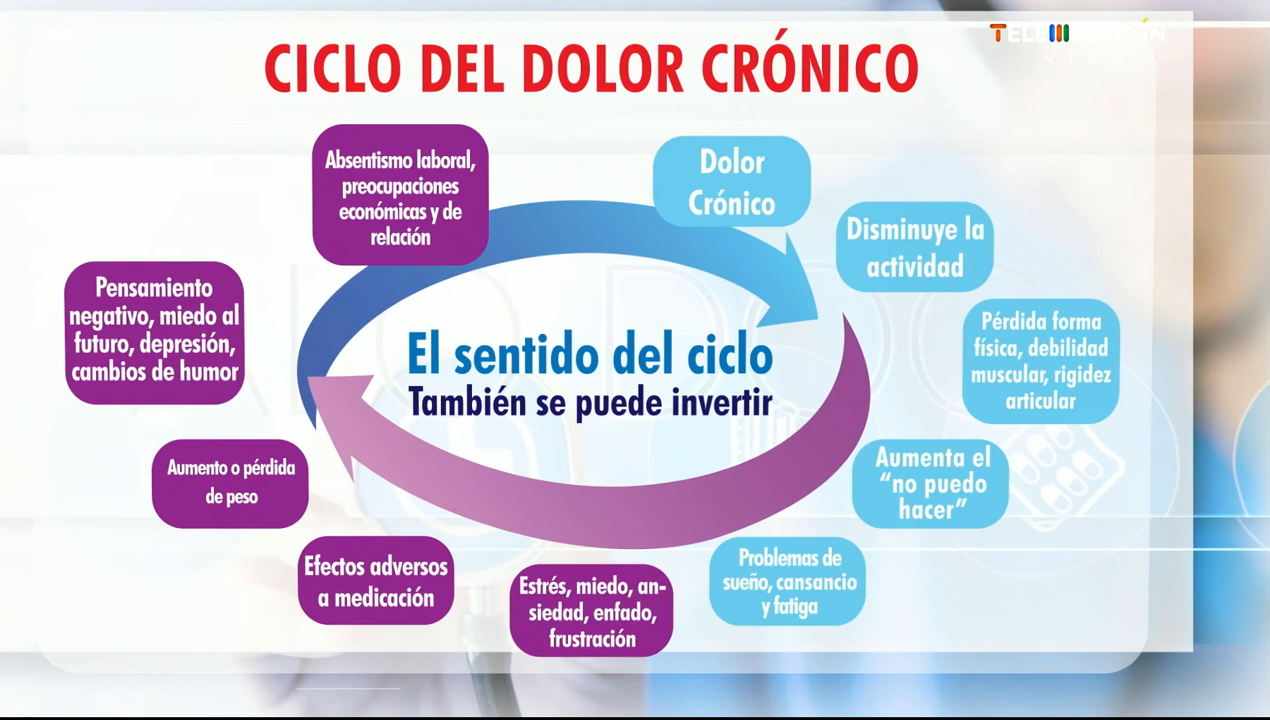 TELEMEDELLÍN
VIVO
CICLO DEL DOLOR CRÓNICO
Dolor
Crónico
Disminuye la
actividad
Pérdida forma
física, debilidad
muscular, rigidez
articular
Aumenta el
“no puedo
hacer”
Problemas de
sueño, cansancio
y fatiga
Estrés, miedo, an-
siedad, enfado,
frustración
Efectos adversos
a medicación
Aumento o pérdida
de peso
Pensamiento
negativo, miedo al
futuro, depresión,
cambios de humor
Absentismo laboral,
preocupaciones
económicas y de
relación
El sentido del ciclo
También se puede invertir